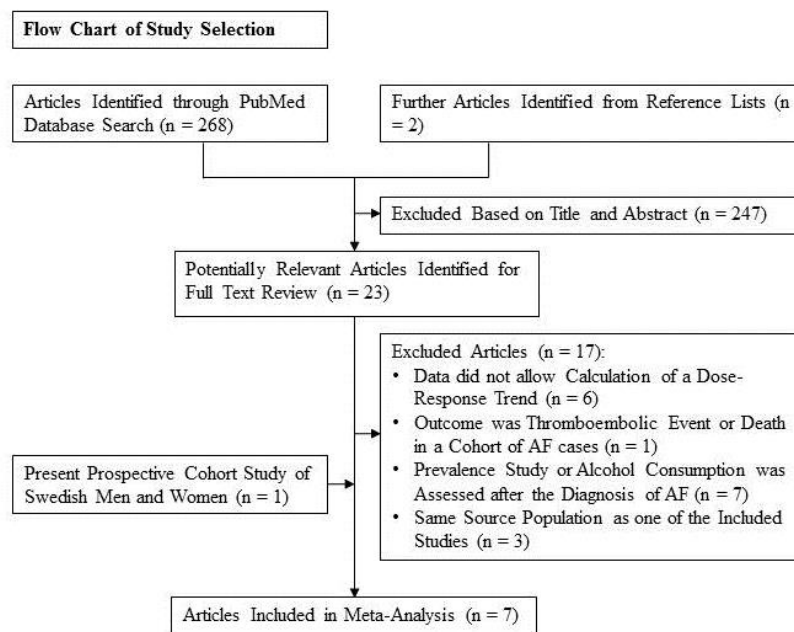 Flow Chart of Study Selection
Articles Identified through PubMed
Database Search (n = 268)
Further Articles Identified from Reference Lists (n
= 2)
Excluded Based on Title and Abstract (n = 247)
Potentially Relevant Articles Identified for
Full Text Review (n = 23)
Excluded Articles (n = 17):
• Data did not allow Calculation of a Dose-
Response Trend (n = 6)
• Outcome was Thromboembolic Event or Death
in a Cohort of AF cases (n = 1)
• Prevalence Study or Alcohol Consumption was
Assessed after the Diagnosis of AF (n = 7)
• Same Source Population as one of the Included
Studies (n = 3)
Present Prospective Cohort Study of
Swedish Men and Women (n = 1)
Articles Included in Meta-Analysis (n = 7)